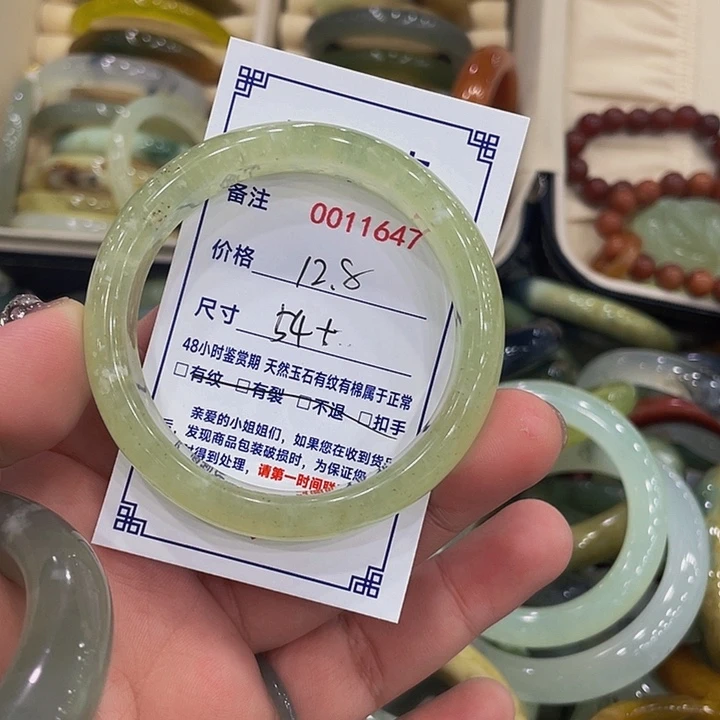 备注 0011647
价格 12.8
尺寸 54+
48小时鉴赏期 天然玉石有纹有棉属于正常
□有纹 □有裂 □不退 □扣手
亲爱的小姐姐们，如果您在收到货
，发现商品包装破损时，为保证您
得到处理，请第一时间联